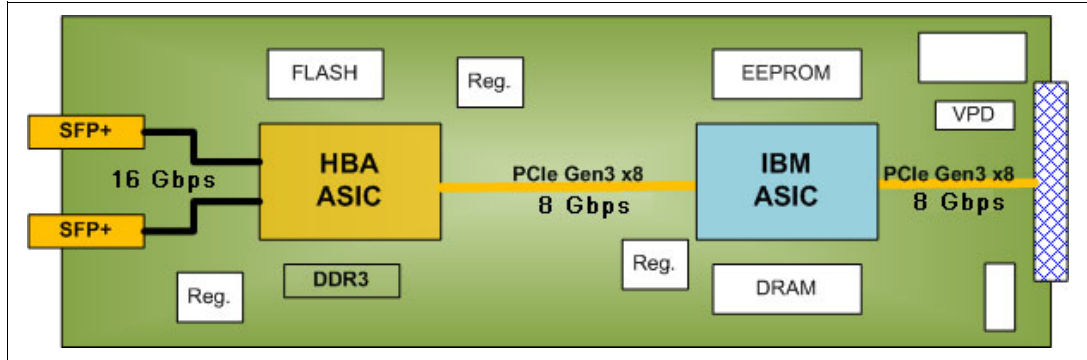 FLASH
Reg.
EEPROM
VPD
SFP+
16 Gbps
SFP+
HBA
ASIC
PCIe Gen3 x8
8 Gbps
IBM
ASIC
PCIe Gen3 x8
8 Gbps
Reg.
DDR3
Reg.
DRAM